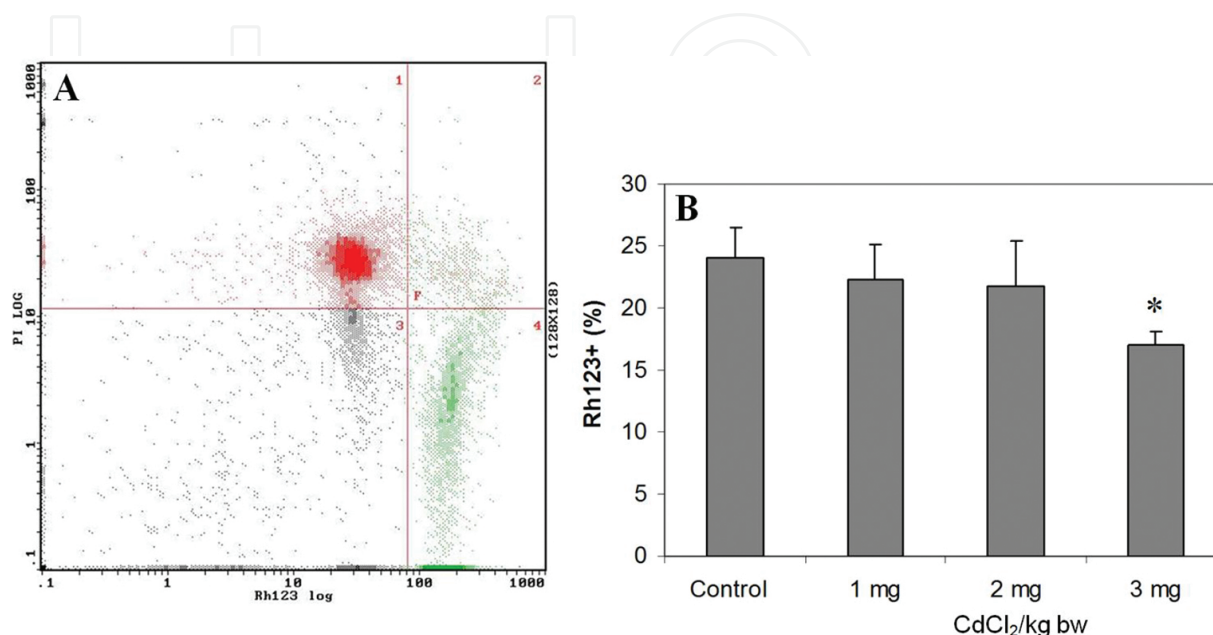 A
1
2
3
4
F
1000
100
10
1
.1
PI LOG
.1
1
10
100
1000
Rh123 log
(128X128)
B
30
25
20
15
10
5
0
Rh123+ (%)
*
Control
1 mg
2 mg
3 mg
CdCl₂/kg bw